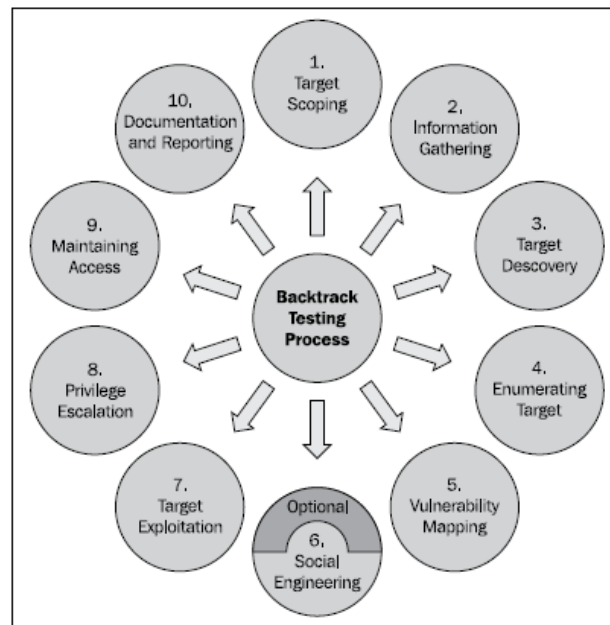 1.
Target
Scoping
2.
Information
Gathering
3.
Target
Descovery
4.
Enumerating
Target
5.
Vulnerability
Mapping
Optional
6.
Social
Engineering
7.
Target
Exploitation
8.
Privilege
Escalation
9.
Maintaining
Access
10.
Documentation
and Reporting
Backtrack
Testing
Process